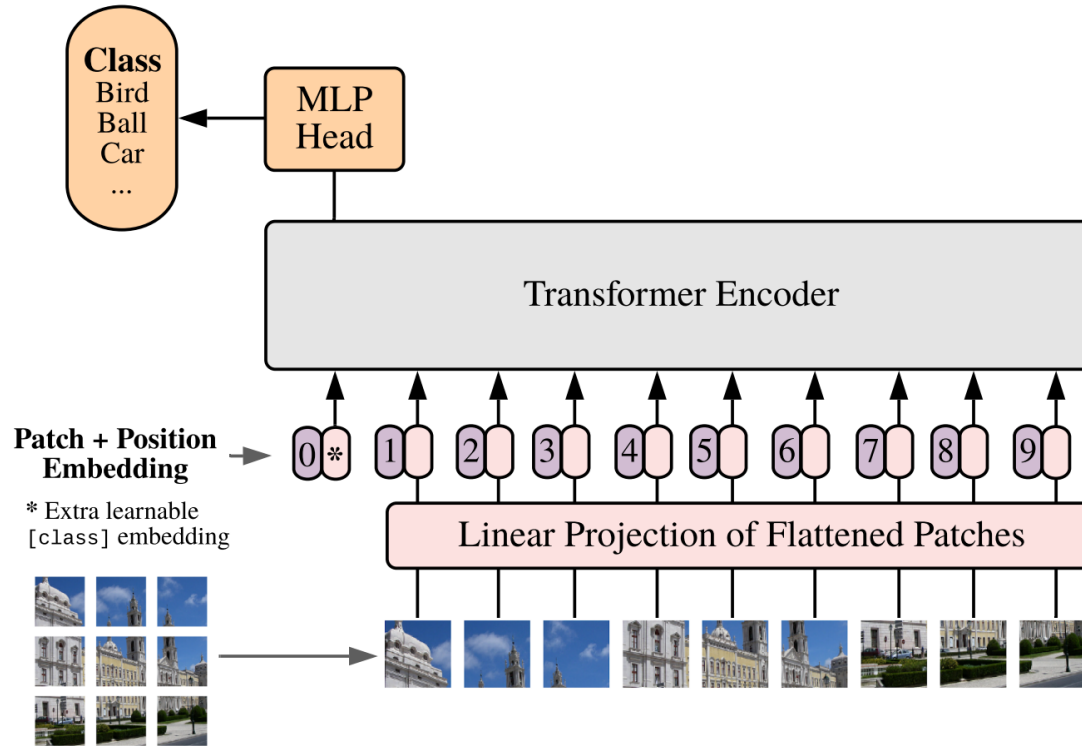 Class
Bird
Ball
Car
...
MLP
Head
Transformer Encoder
Patch + Position
Embedding
0 * 1 2 3 4 5 6 7 8 9
* Extra learnable
[class] embedding
Linear Projection of Flattened Patches